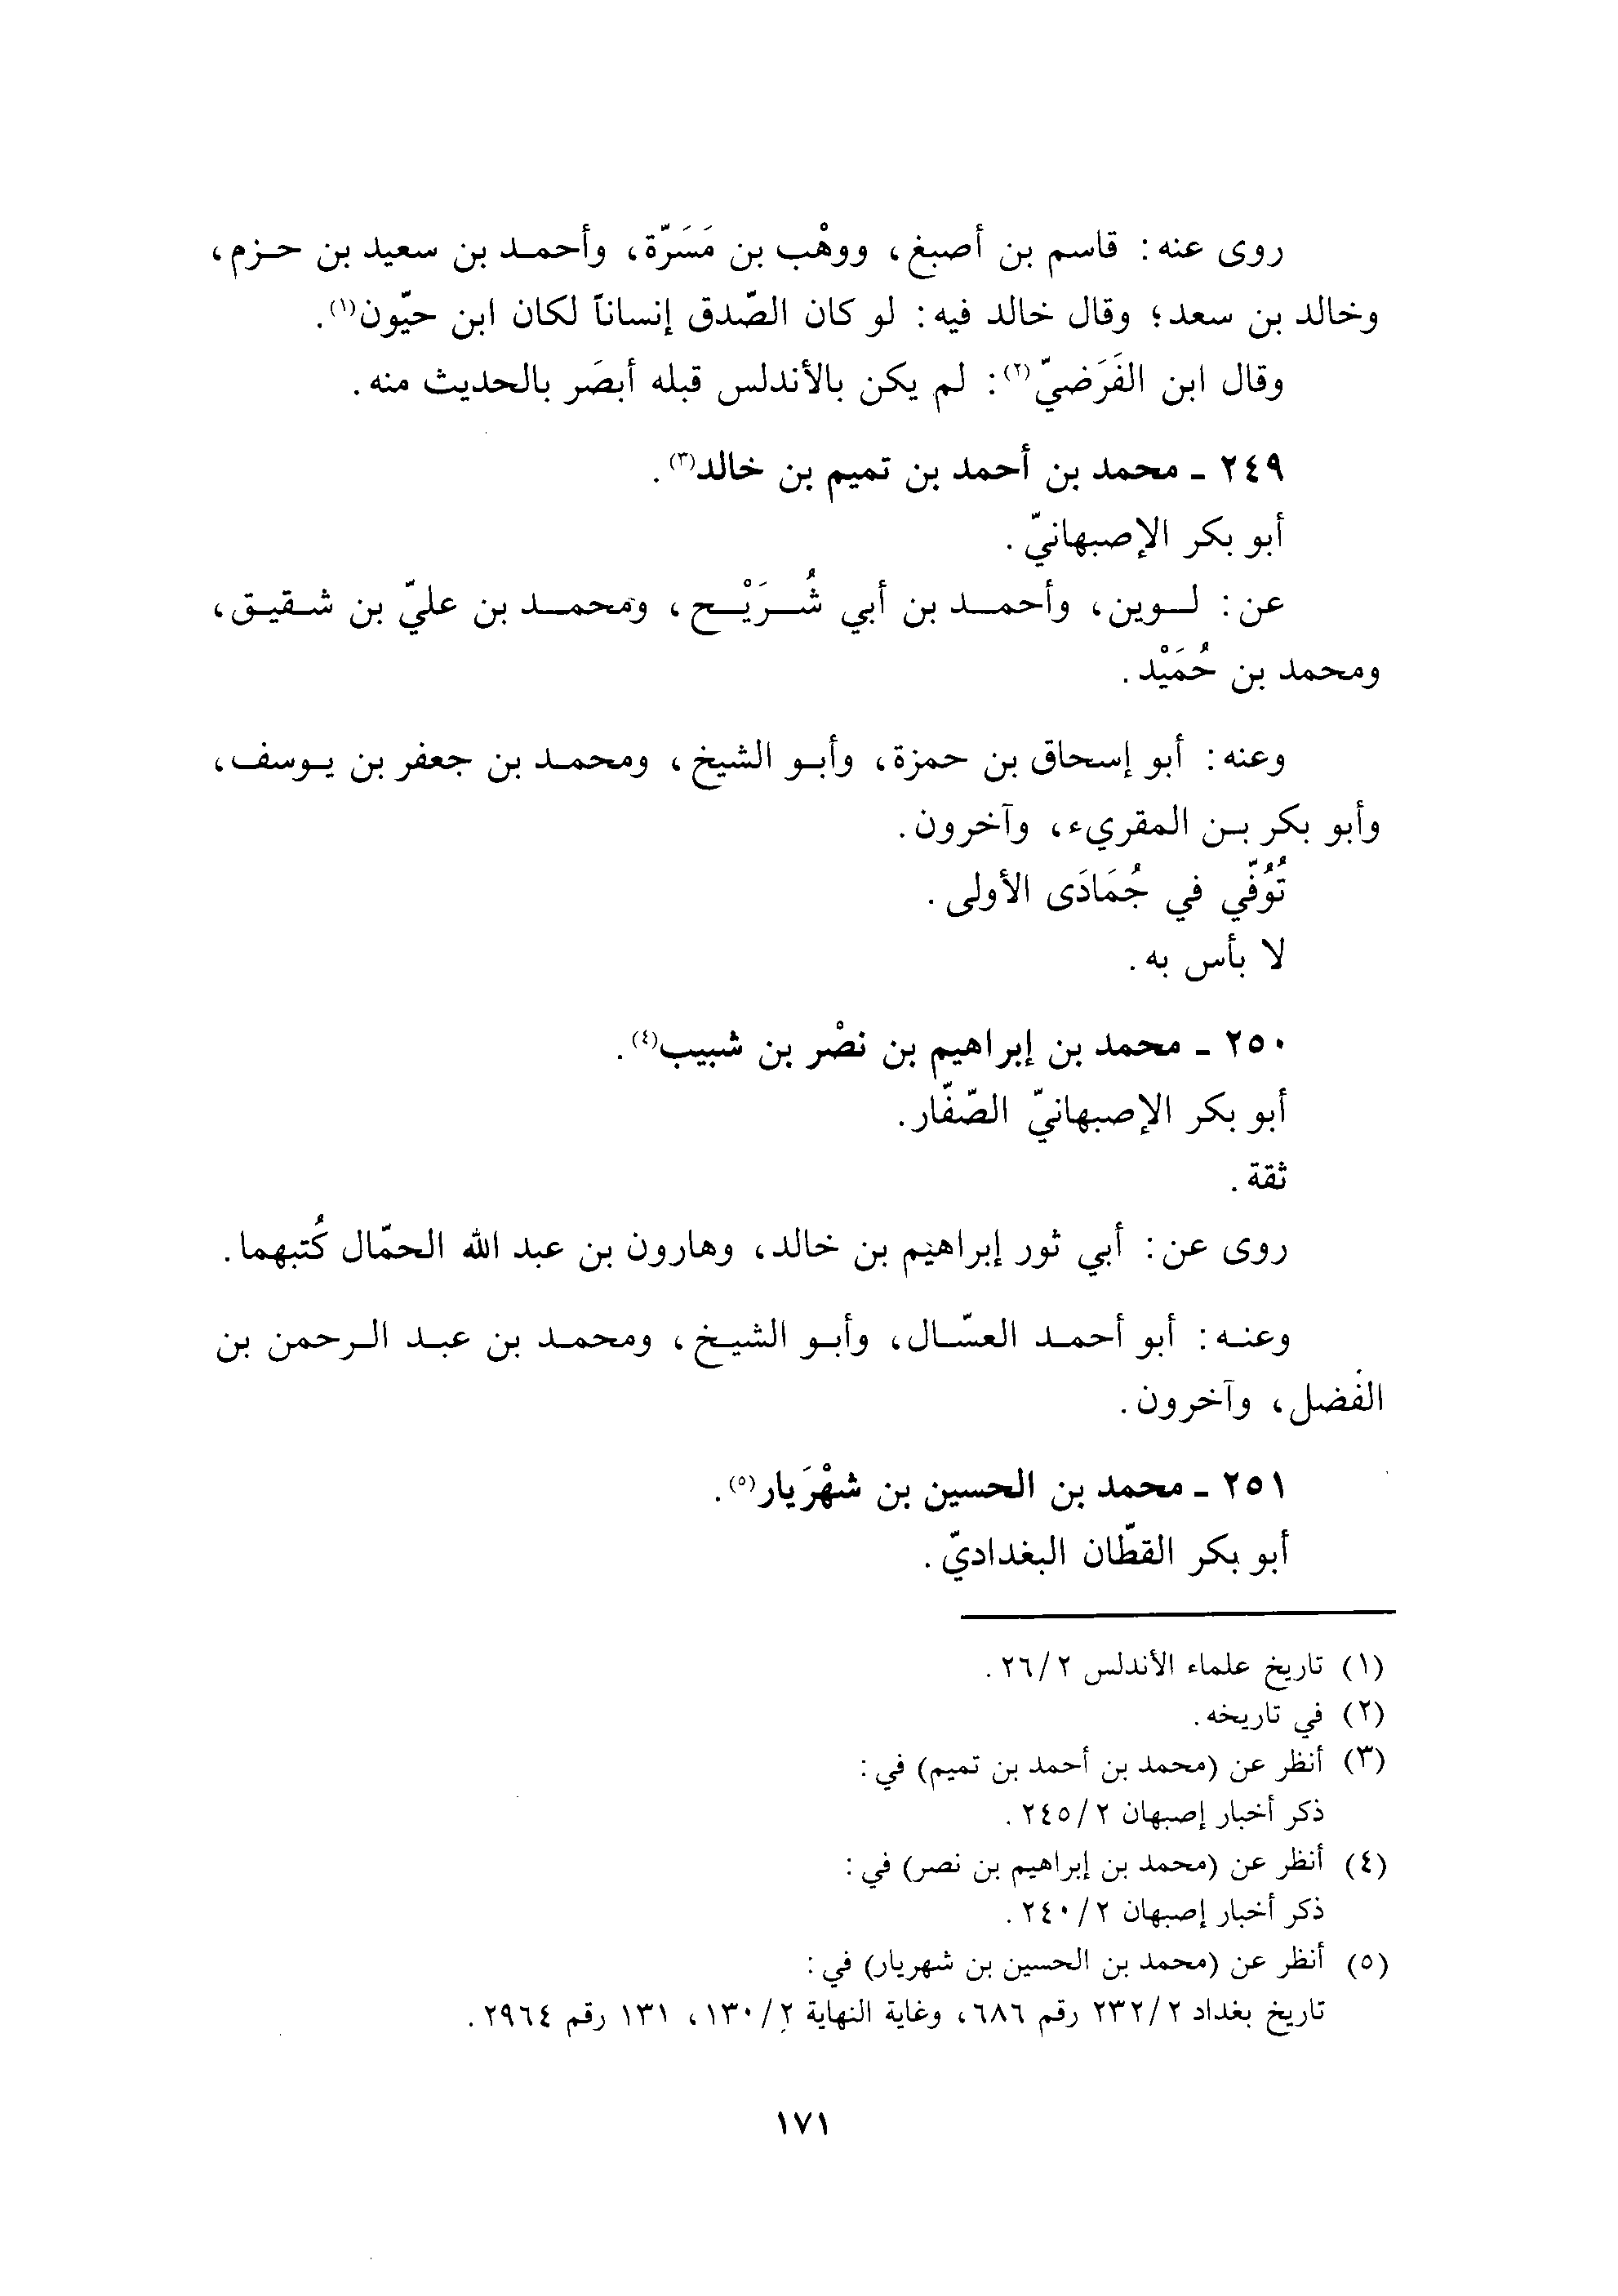 روى عنه: قاسم بن أصبغ، ووهْب بن مَسَرّة، وأحمد بن سعيد بن حزم،
وخالد بن سعد؛ وقال خالد فيه: لو كان الصّدق إنساناً لكان ابن حيّون(١).
وقال ابن الفَرَضيّ(٢): لم يكن بالأندلس قبله أبصَر بالحديث منه.
٢٤٩ ـ محمد بن أحمد بن تميم بن خالد(٣).
أبو بكر الإصبهانيّ.
عن: لوين، وأحمد بن أبي شُرَيْح، ومحمد بن عليّ بن شقيق،
ومحمد بن حُمَيْد.
وعنه: أبو إسحاق بن حمزة، وأبو الشيخ، ومحمد بن جعفر بن يوسف،
وأبو بكر بن المقريء، وآخرون.
تُوُفّي في جُمَادَى الأولى.
لا بأس به.
٢٥٠ ـ محمد بن إبراهيم بن نصْر بن شبيب(٤).
أبو بكر الإصبهانيّ الصّفّار.
ثقة.
روى عن: أبي ثور إبراهيم بن خالد، وهارون بن عبد الله الحمّال كُتبهما.
وعنه: أبو أحمد العسّال، وأبو الشيخ، ومحمد بن عبد الرحمن بن
الفَضل، وآخرون.
٢٥١ ـ محمد بن الحسين بن شهْرَيار(٥).
أبو بكر القطّان البغداديّ.
(١) تاريخ علماء الأندلس ٢٦/٢.
(٢) في تاريخه.
(٣) أنظر عن (محمد بن أحمد بن تميم) في:
ذكر أخبار إصبهان ٢٤٥/٢.
(٤) أنظر عن (محمد بن إبراهيم بن نصر) في:
ذكر أخبار إصبهان ٢٤٠/٢.
(٥) أنظر عن (محمد بن الحسين بن شهريار) في:
تاريخ بغداد ٢٣٢/٢ رقم ٦٨٦، وغاية النهاية ١٣٠/٢، ١٣١ رقم ٢٩٦٤.
١٧١